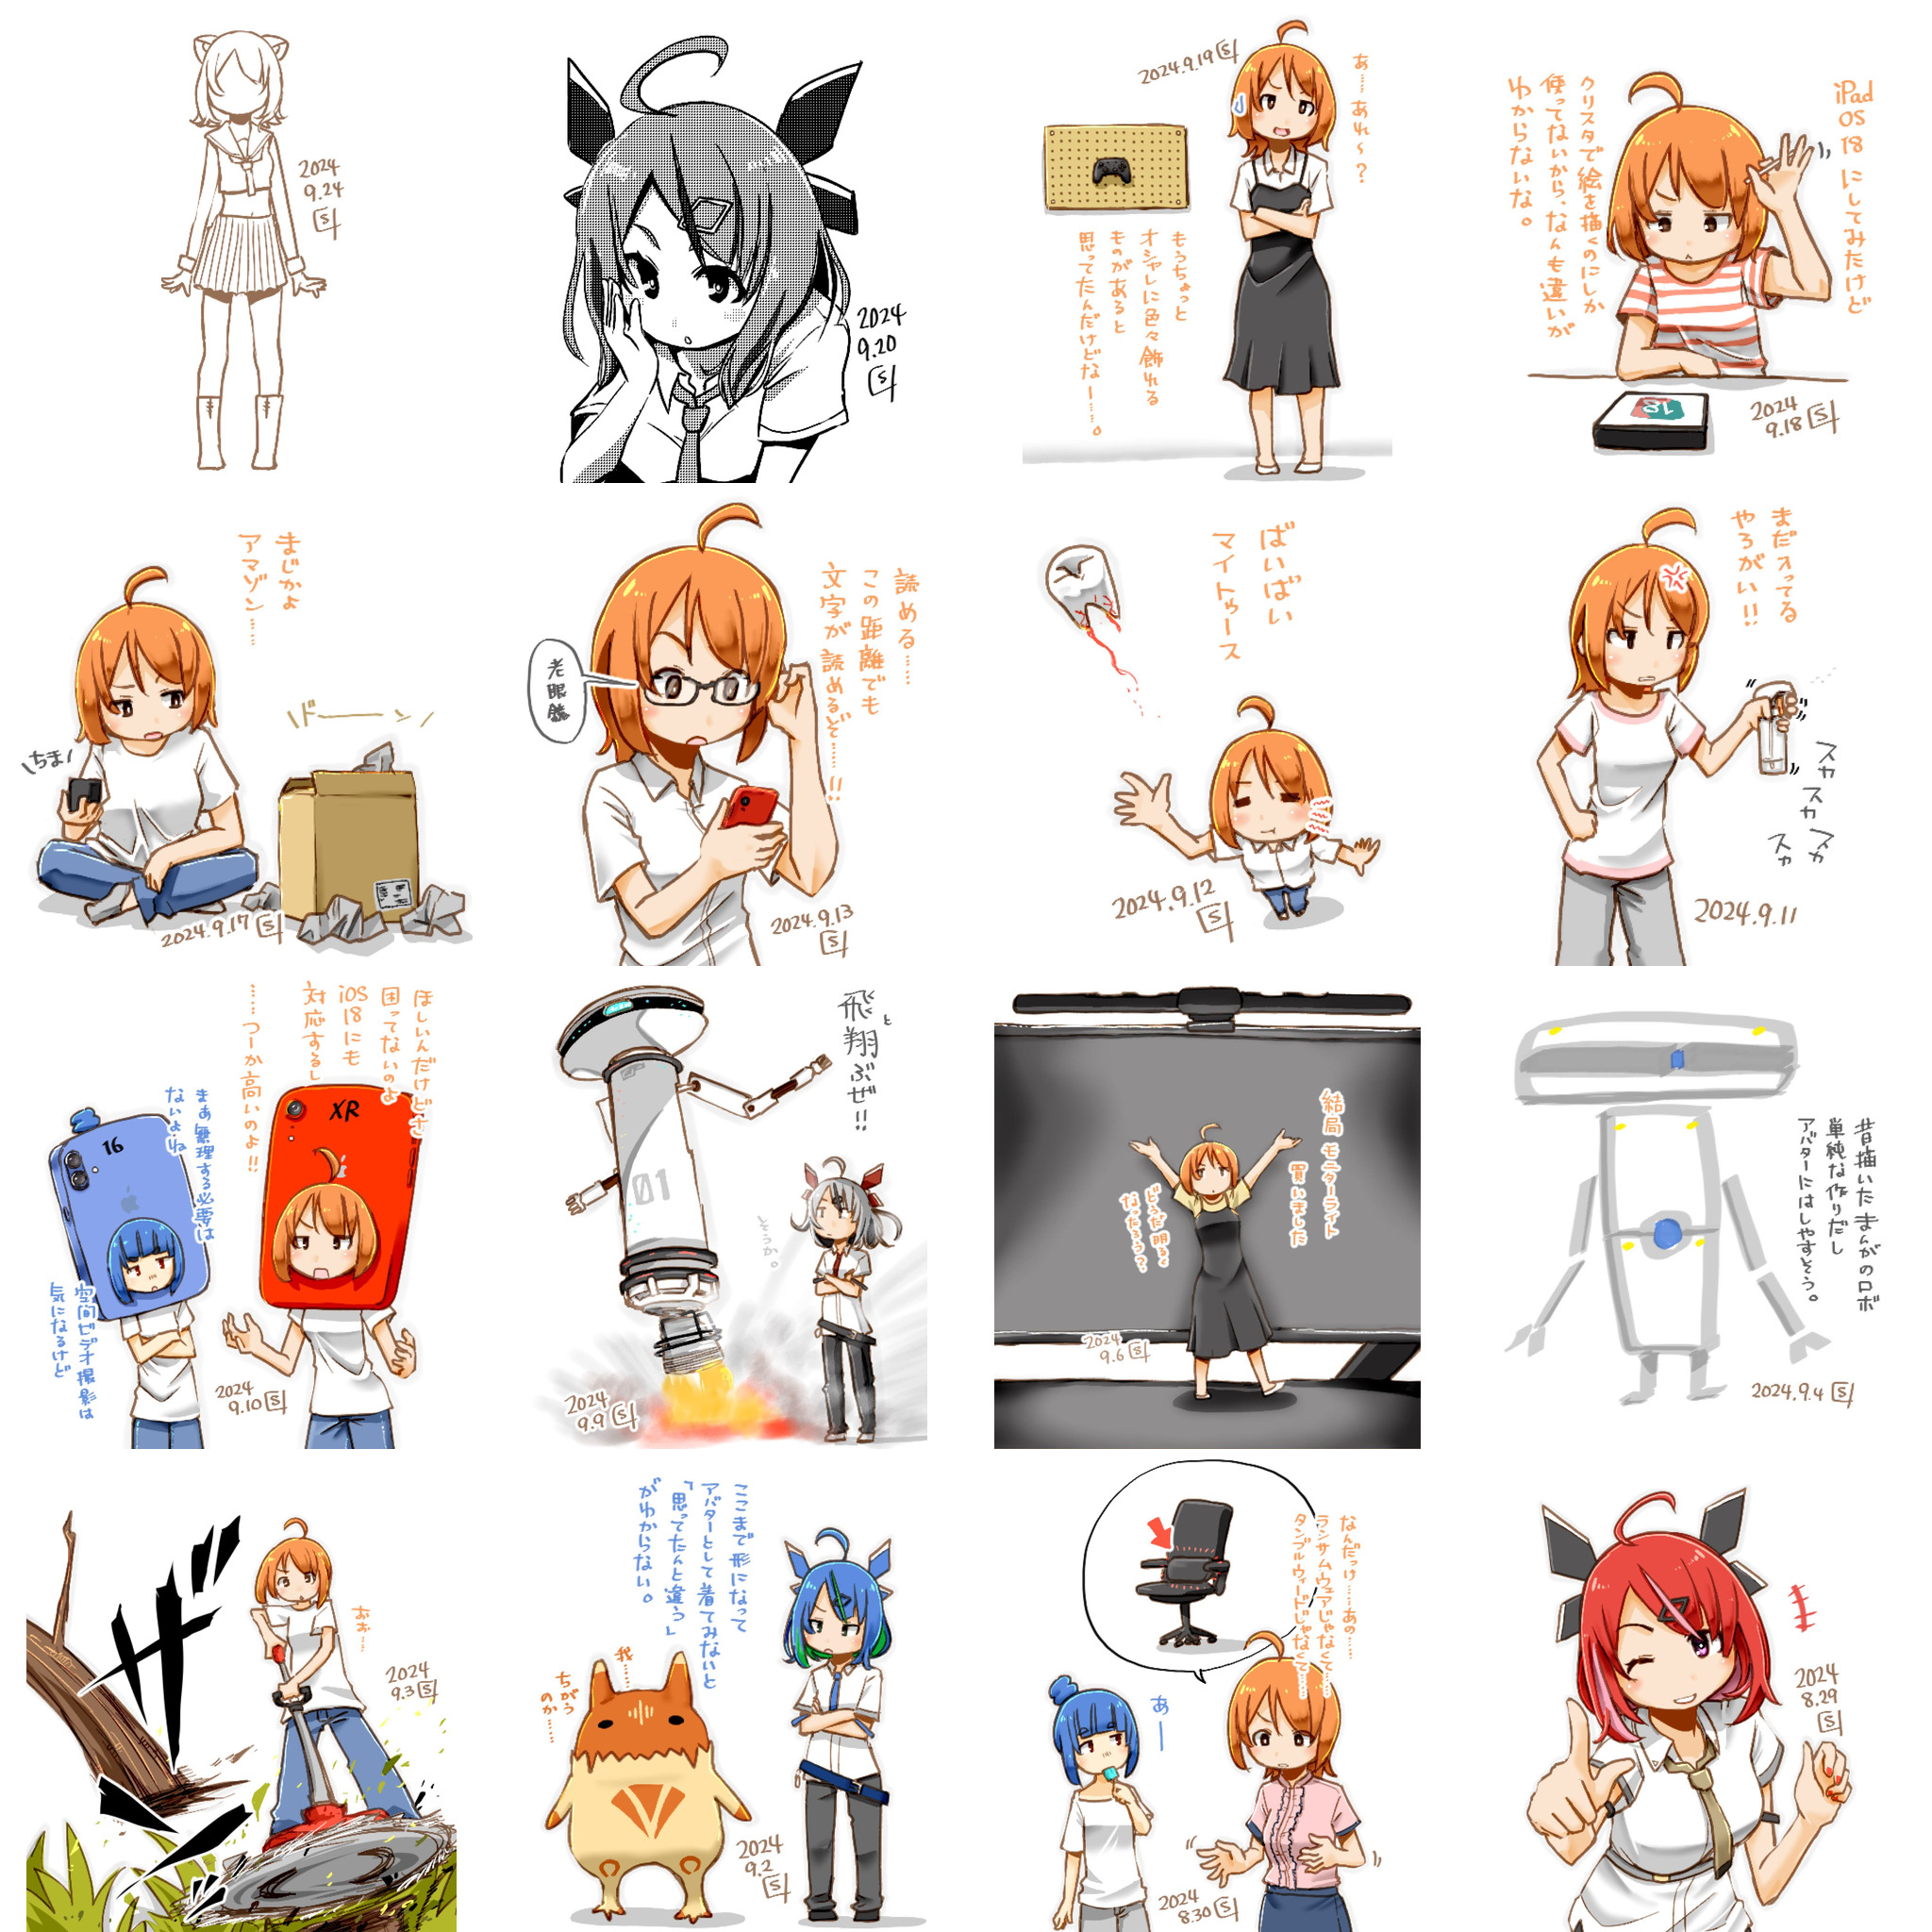 2024
9.24
2024
9.20
2024.9.19
あ……あれ〜？
もうちょっと
オシャレに色々飾れる
ものがあると
思ってたんだけどなー……。
iPad
OS
18
にしてみたけど
クリスタで絵を描くのにしか
使ってないから、なんも違いが
わからないな。
18
2024
9.18
まじかよ
アマゾン……
ちま
ドーーン
2024.9.17
読める……
この距離でも
文字が読めるぞ……!!
老眼鏡
2024.9.13
ばいばい
マイトゥース
2024.9.12
まだ入ってる
やろがい!!
スカ
スカ
スカ
スカ
2024.9.11
ほしいんだけどさ
困ってないのよ
iOS
18にも
対応するし
……つーか高いのよ!!
まあ無理する必要は
ないよね
空間ビデオ撮影は
気になるけど
16
XR
2024
9.10
飛翔ぶぜ!!
と
01
そうか。
2024
9.9
結局モニターライト
買いました
どうだ明るく
なったろう？
2024
9.6
昔描いたまんがのロボ
単純な作りだし
アバターにはしやすそう。
2024.9.4
ザ
おお…
2024
9.3
ここまで形になって
アバターとして着てみないと
「思ってたんと違う」
がわからない。
我……
ちがう
のか……
2024
9.2
なんだっけ……あの……
ランサムウェアじゃなくて……
タンブルウィードじゃなくて……
あー
2024
8.30
2024
8.29